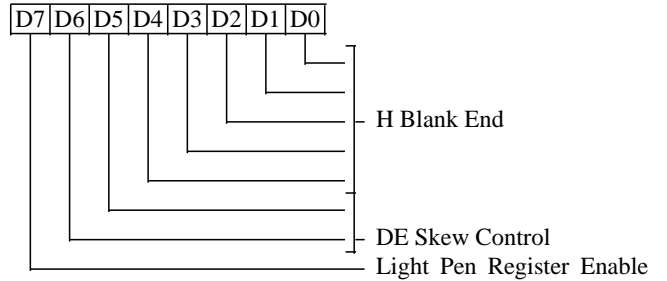 D7 D6 D5 D4 D3 D2 D1 D0
H Blank End
DE Skew Control
Light Pen Register Enable